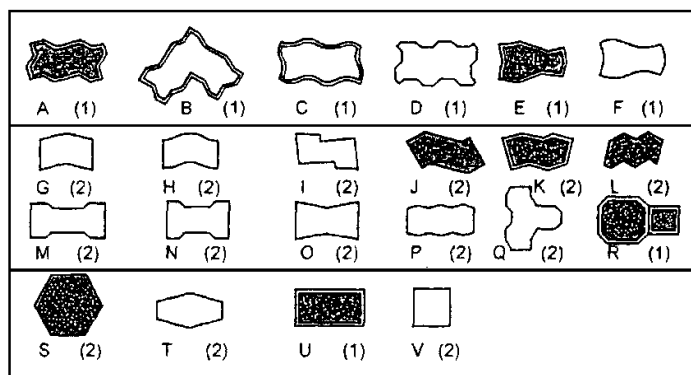 A (1) B (1) C (1) D (1) E (1) F (1)
G (2) H (2) I (2) J (2) K (2) L (2)
M (2) N (2) O (2) P (2) Q (2) R (1)
S (2) T (2) U (1) V (2)